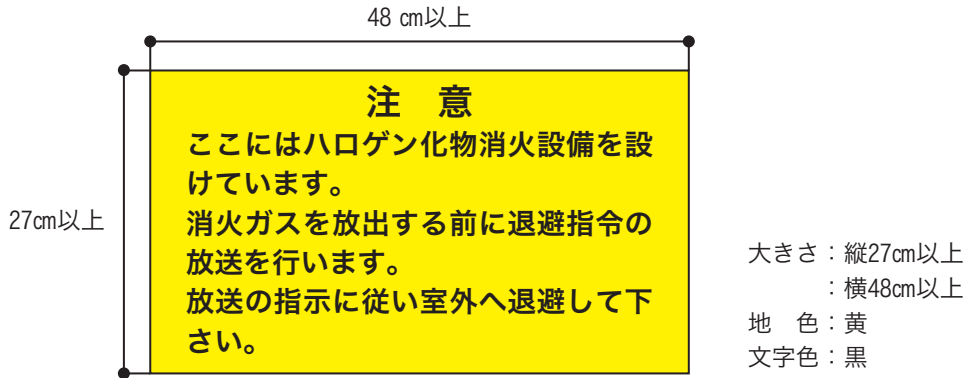 48 ㎝以上
注　意
ここにはハロゲン化物消火設備を設
けています。
消火ガスを放出する前に退避指令の
放送を行います。
放送の指示に従い室外へ退避して下
さい。
27㎝以上
大きさ：縦27㎝以上
：横48㎝以上
地　色：黄
文字色：黒